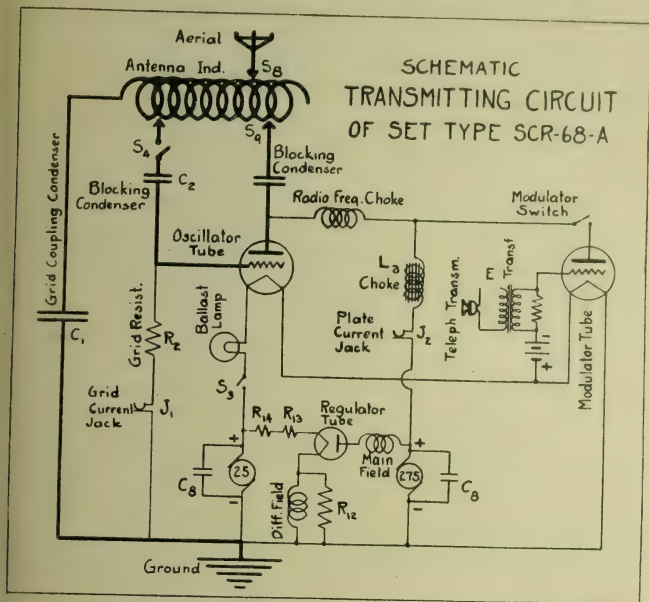 Aerial
S8
Antenna Ind.
SCHEMATIC
TRANSMITTING CIRCUIT
OF SET TYPE SCR-68-A
S4
S9
Blocking
Condenser
Blocking
Condenser
C2
Radio Freq. Choke
Modulator
Switch
Grid Coupling Condenser
C1
Oscillator
Tube
L3
Choke
Teleph Transm.
E
Transf
Modulator Tube
Grid Resist.
R2
Ballast
Lamp
Plate
Current
Jack
J2
+
-
Grid
Current
Jack
J1
S3
R14
R13
Regulator
Tube
Main
Field
+
25
-
C8
+
275
-
C8
Diff. Field
R12
Ground